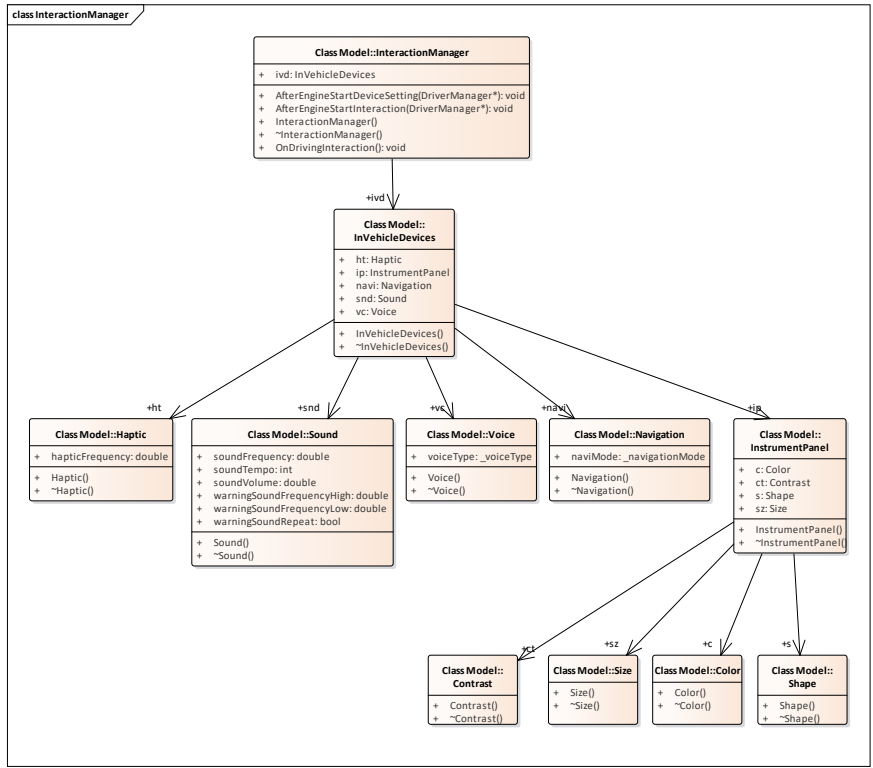 class InteractionManager
Class Model::InteractionManager
+ ivd: InVehicleDevices
+ AfterEngineStartDeviceSetting(DriverManager*): void
+ AfterEngineStartInteraction(DriverManager*): void
+ InteractionManager()
+ ~InteractionManager()
+ OnDrivingInteraction(): void
+ivd
Class Model::
InVehicleDevices
+ ht: Haptic
+ ip: InstrumentPanel
+ navi: Navigation
+ snd: Sound
+ vc: Voice
+ InVehicleDevices()
+ ~InVehicleDevices()
+ht
+snd
+vc
+navi
+ip
Class Model::Haptic
+ hapticFrequency: double
+ Haptic()
+ ~Haptic()
Class Model::Sound
+ soundFrequency: double
+ soundTempo: int
+ soundVolume: double
+ warningSoundFrequencyHigh: double
+ warningSoundFrequencyLow: double
+ warningSoundRepeat: bool
+ Sound()
+ ~Sound()
Class Model::Voice
+ voiceType: _voiceType
+ Voice()
+ ~Voice()
Class Model::Navigation
+ naviMode: _navigationMode
+ Navigation()
+ ~Navigation()
Class Model::
InstrumentPanel
+ c: Color
+ ct: Contrast
+ s: Shape
+ sz: Size
+ InstrumentPanel()
+ ~InstrumentPanel()
+ct
+sz
+c
+s
Class Model::
Contrast
+ Contrast()
+ ~Contrast()
Class Model::Size
+ Size()
+ ~Size()
Class Model::Color
+ Color()
+ ~Color()
Class Model::
Shape
+ Shape()
+ ~Shape()